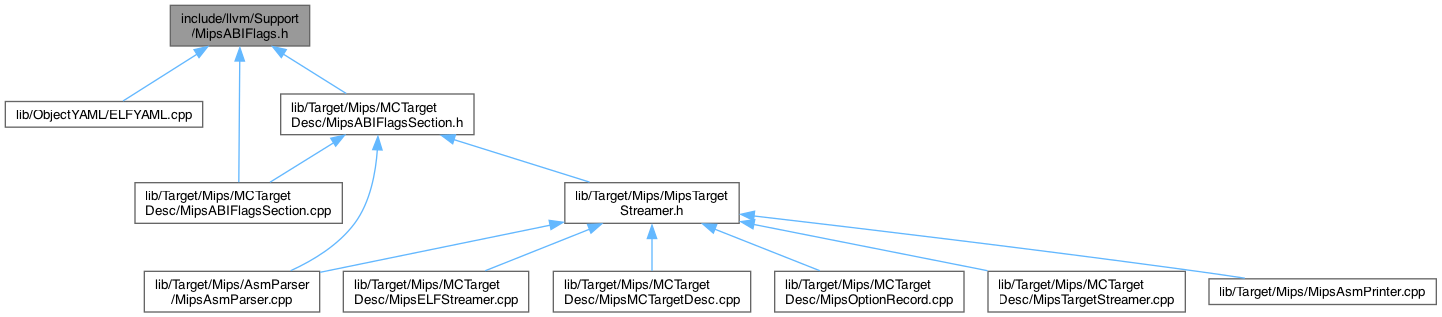 include/llvm/Support
/MipsABIFlags.h
lib/ObjectYAML/ELFYAML.cpp
lib/Target/Mips/MCTarget
Desc/MipsABIFlagsSection.h
lib/Target/Mips/MCTarget
Desc/MipsABIFlagsSection.cpp
lib/Target/Mips/MipsTarget
Streamer.h
lib/Target/Mips/AsmParser
/MipsAsmParser.cpp
lib/Target/Mips/MCTarget
Desc/MipsELFStreamer.cpp
lib/Target/Mips/MCTarget
Desc/MipsMCTargetDesc.cpp
lib/Target/Mips/MCTarget
Desc/MipsOptionRecord.cpp
lib/Target/Mips/MCTarget
Desc/MipsTargetStreamer.cpp
lib/Target/Mips/MipsAsmPrinter.cpp